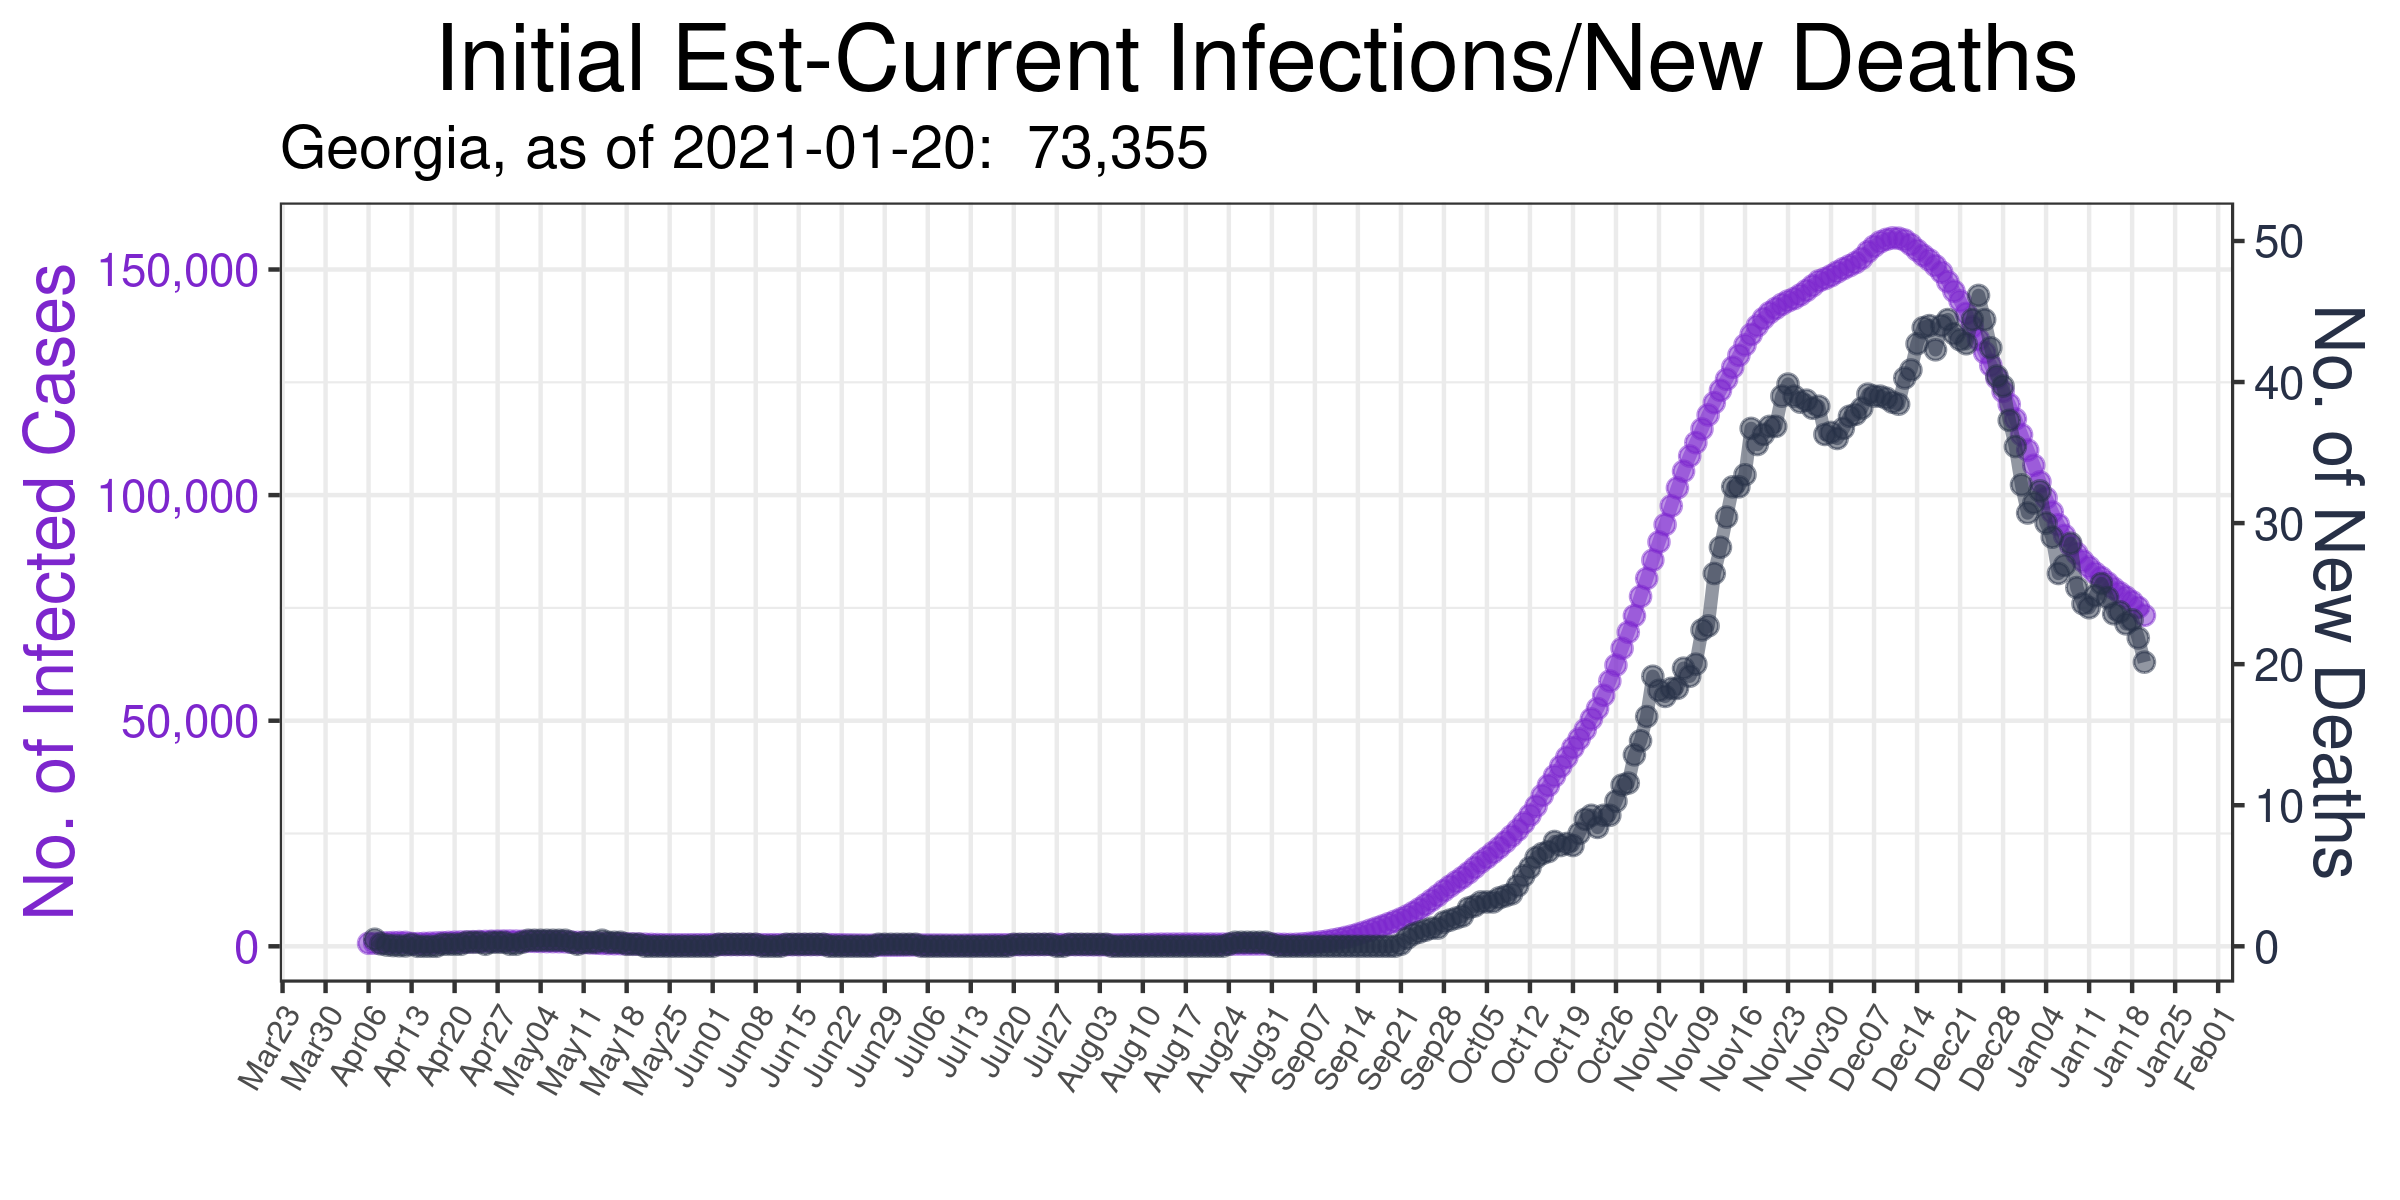 Initial Est-Current Infections/New Deaths
Georgia, as of 2021-01-20:  73,355
No. of Infected Cases
150,000
100,000
50,000
0
50
40
30
20
10
0
No. of New Deaths
Mar23
Mar30
Apr06
Apr13
Apr20
Apr27
May04
May11
May18
May25
Jun01
Jun08
Jun15
Jun22
Jun29
Jul06
Jul13
Jul20
Jul27
Aug03
Aug10
Aug17
Aug24
Aug31
Sep07
Sep14
Sep21
Sep28
Oct05
Oct12
Oct19
Oct26
Nov02
Nov09
Nov16
Nov23
Nov30
Dec07
Dec14
Dec21
Dec28
Jan04
Jan11
Jan18
Jan25
Feb01